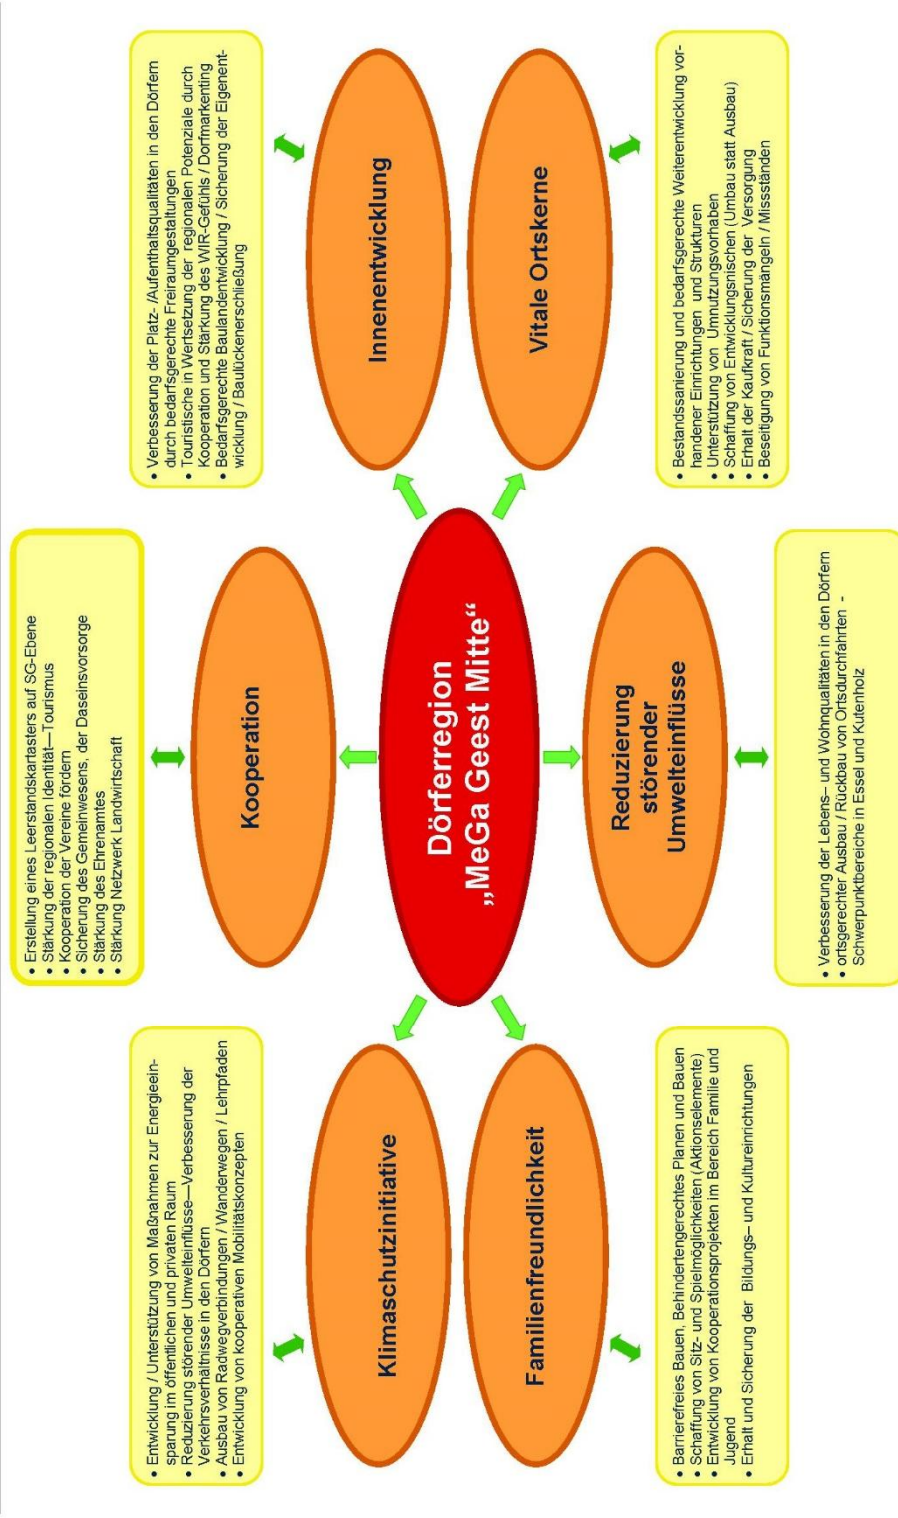 • Entwicklung / Unterstützung von Maßnahmen zur Energieein-
sparung im öffentlichen und privaten Raum
• Reduzierung störender Umwelteinflüsse—Verbesserung der
Verkehrsverhältnisse in den Dörfern
• Ausbau von Radwegverbindungen / Wanderwegen / Lehrpfaden
• Entwicklung von kooperativen Mobilitätskonzepten
• Erstellung eines Leerstandskartasters auf SG-Ebene
• Stärkung der regionalen Identität—Tourismus
• Kooperation der Vereine fördern
• Sicherung des Gemeinwesens, der Daseinsvorsorge
• Stärkung des Ehrenamtes
• Stärkung Netzwerk Landwirtschaft
• Verbesserung der Platz- /Aufenthaltsqualitäten in den Dörfern
durch bedarfsgerechte Freiraumgestaltungen
• Touristische in Wertsetzung der regionalen Potenziale durch
Kooperation und Stärkung des WIR-Gefühls / Dorfmarkenting
• Bedarfsgerechte Baulandentwicklung / Sicherung der Eigenent-
wicklung / Baulückenerschließung
Klimaschutzinitiative
Kooperation
Innenentwicklung
Dörferregion
„MeGa Geest Mitte“
Familienfreundlichkeit
Reduzierung
störender
Umwelteinflüsse
Vitale Ortskerne
• Barrierefreies Bauen, Behindertengerechtes Planen und Bauen
• Schaffung von Sitz- und Spielmöglichkeiten (Aktionselemente)
• Entwicklung von Kooperationsprojekten im Bereich Familie und
Jugend
• Erhalt und Sicherung der Bildungs– und Kultureinrichtungen
• Verbesserung der Lebens– und Wohnqualitäten in den Dörfern
• ortsgerechter Ausbau / Rückbau von Ortsdurchfahrten -
Schwerpunktbereiche in Essel und Kutenholz
• Bestandssanierung und bedarfsgerechte Weiterentwicklung vor-
handener Einrichtungen und Strukturen
• Unterstützung von Umnutzungsvorhaben
• Schaffung von Entwicklungsnischen (Umbau statt Ausbau)
• Erhalt der Kaufkraft / Sicherung der Versorgung
• Beseitigung von Funktionsmängeln / Missständen